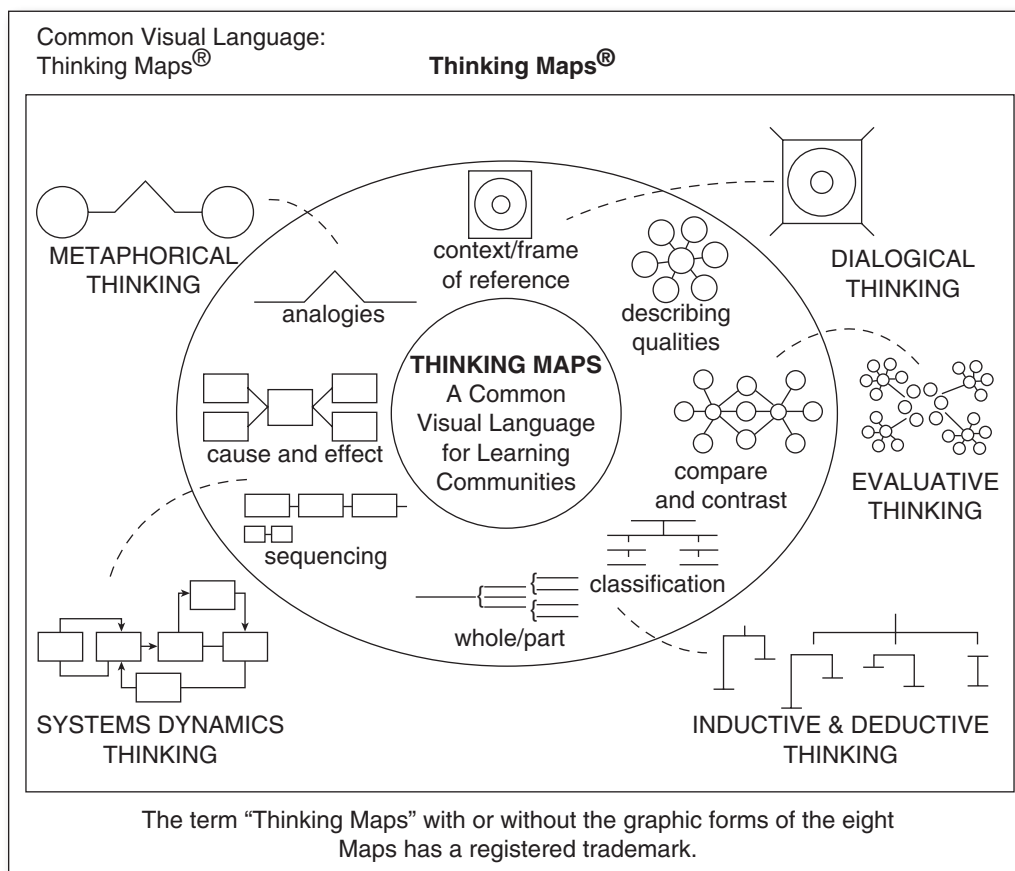 Common Visual Language:
Thinking Maps®
Thinking Maps®
METAPHORICAL
THINKING
context/frame
of reference
DIALOGICAL
THINKING
analogies
describing
qualities
THINKING MAPS
A Common
Visual Language
for Learning
Communities
cause and effect
compare
and contrast
EVALUATIVE
THINKING
sequencing
classification
whole/part
SYSTEMS DYNAMICS
THINKING
INDUCTIVE & DEDUCTIVE
THINKING
The term “Thinking Maps” with or without the graphic forms of the eight
Maps has a registered trademark.